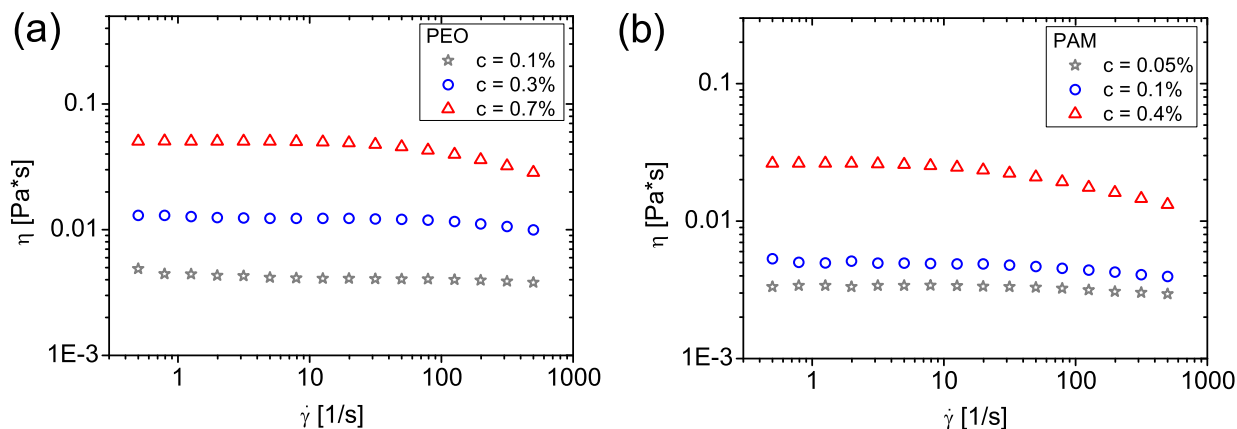 (a)
PEO
c = 0.1%
c = 0.3%
c = 0.7%
0.1
0.01
1E-3
η [Pa*s]
1
10
100
1000
γ̇ [1/s]
(b)
PAM
c = 0.05%
c = 0.1%
c = 0.4%
0.1
0.01
1E-3
η [Pa*s]
1
10
100
1000
γ̇ [1/s]